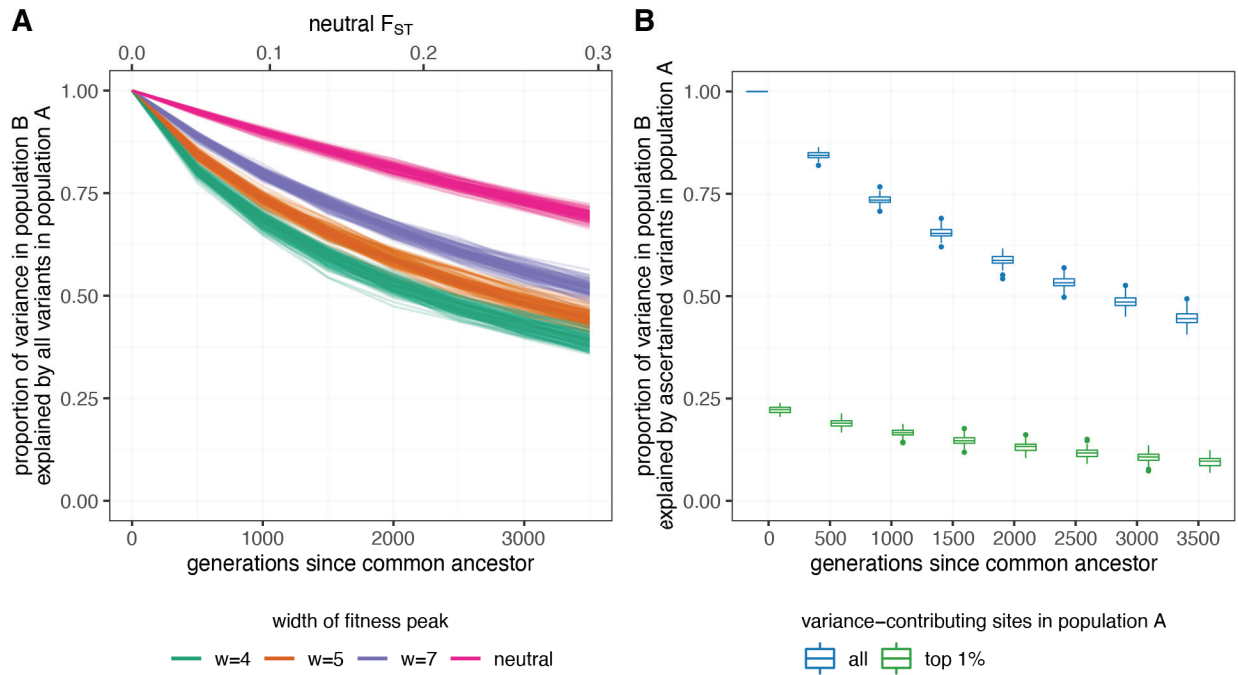 A
neutral F_ST
0.0 0.1 0.2 0.3
proportion of variance in population B
explained by all variants in population A
1.00
0.75
0.50
0.25
0.00
0 1000 2000 3000
generations since common ancestor
width of fitness peak
w=4 w=5 w=7 neutral
B
proportion of variance in population B
explained by ascertained variants in population A
1.00
0.75
0.50
0.25
0.00
0 500 1000 1500 2000 2500 3000 3500
generations since common ancestor
variance−contributing sites in population A
all top 1%